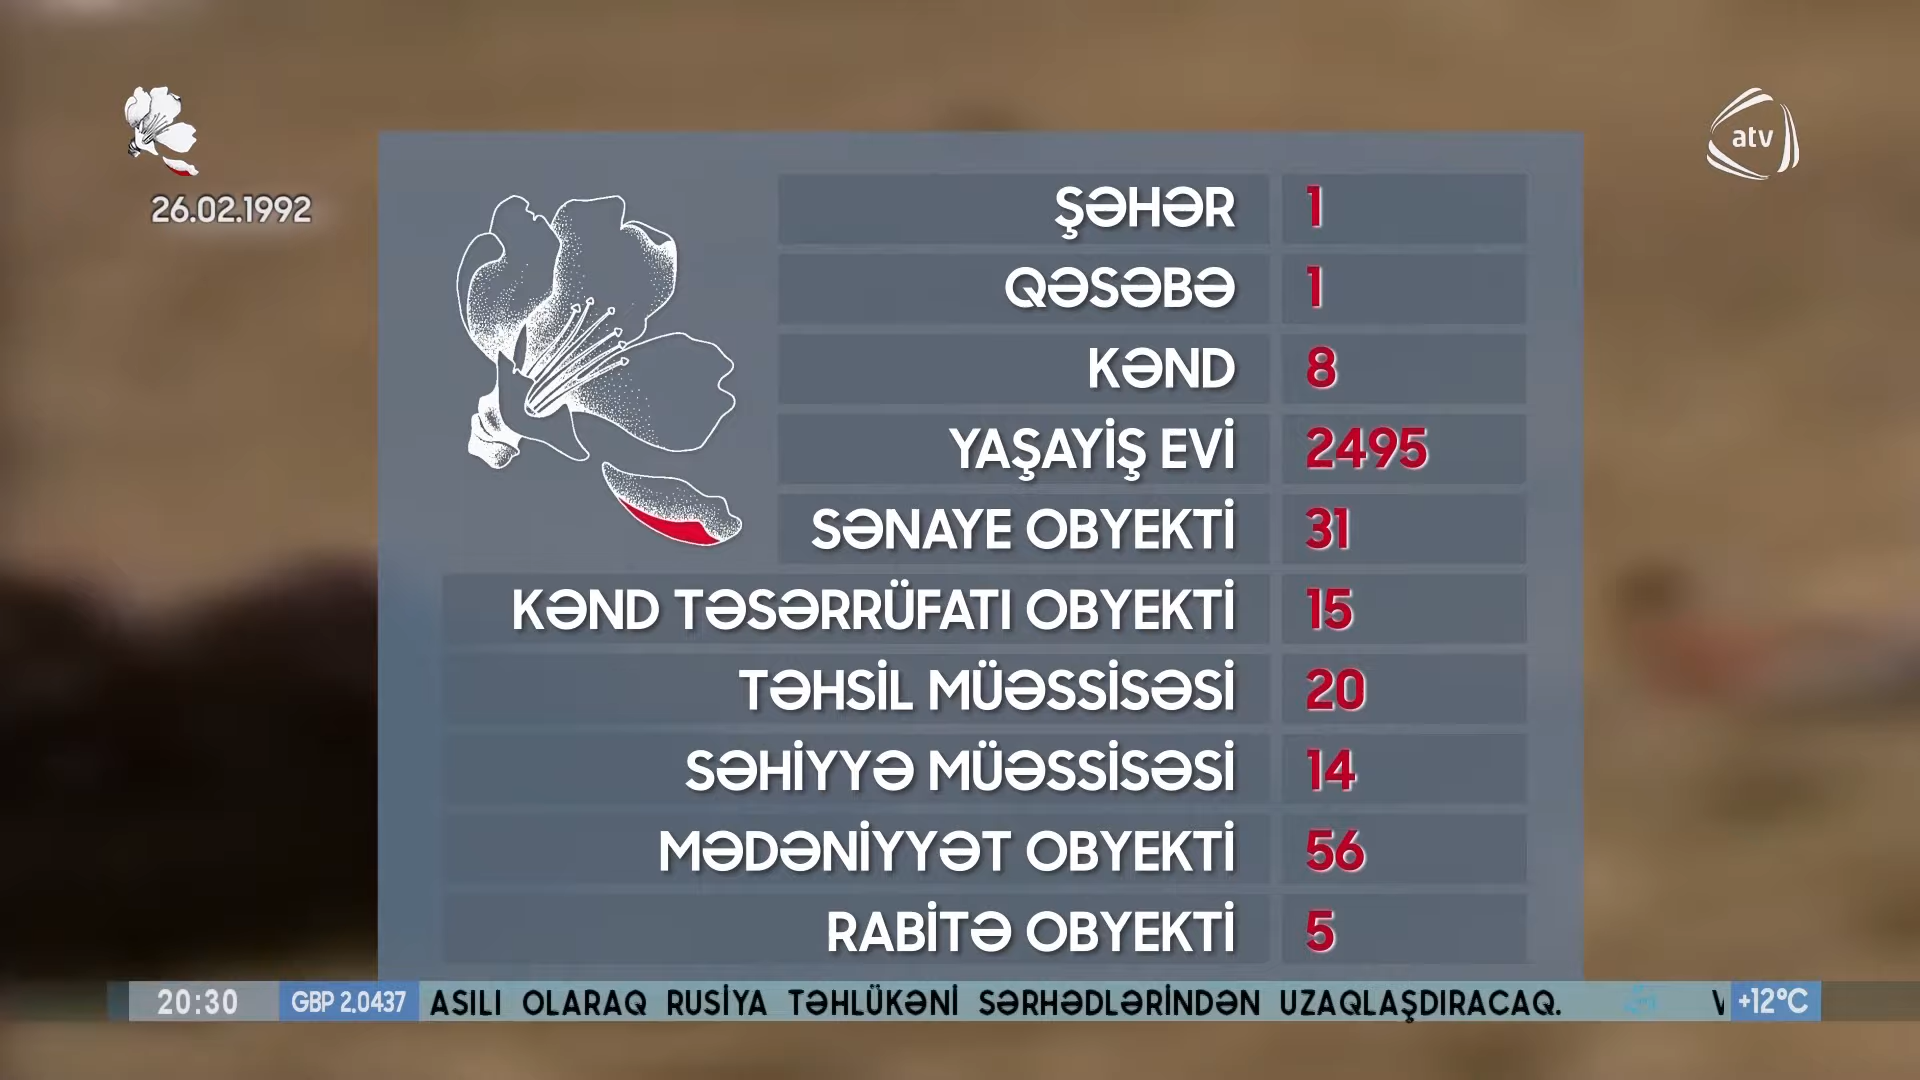 26.02.1992
atv
ŞƏHƏR 1
QƏSƏBƏ 1
KƏND 8
YAŞAYİŞ EVİ 2495
SƏNAYE OBYEKTİ 31
KƏND TƏSƏRRÜFATI OBYEKTİ 15
TƏHSİL MÜƏSSİSƏSİ 20
SƏHİYYƏ MÜƏSSİSƏSİ 14
MƏDƏNİYYƏT OBYEKTİ 56
RABİTƏ OBYEKTİ 5
20:30 GBP 2.0437 ASILI OLARAQ RUSİYA TƏHLÜKƏNİ SƏRHƏDLƏRİNDƏN UZAQLAŞDIRACAQ. +12°C